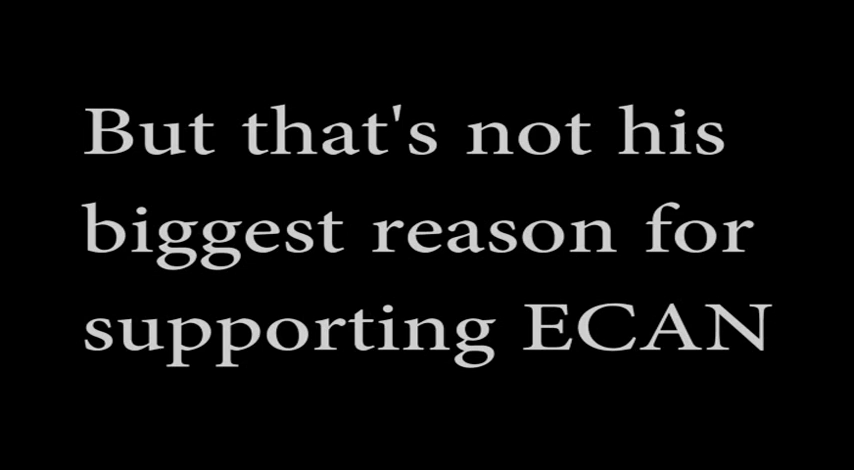 But that's not his
biggest reason for
supporting ECAN